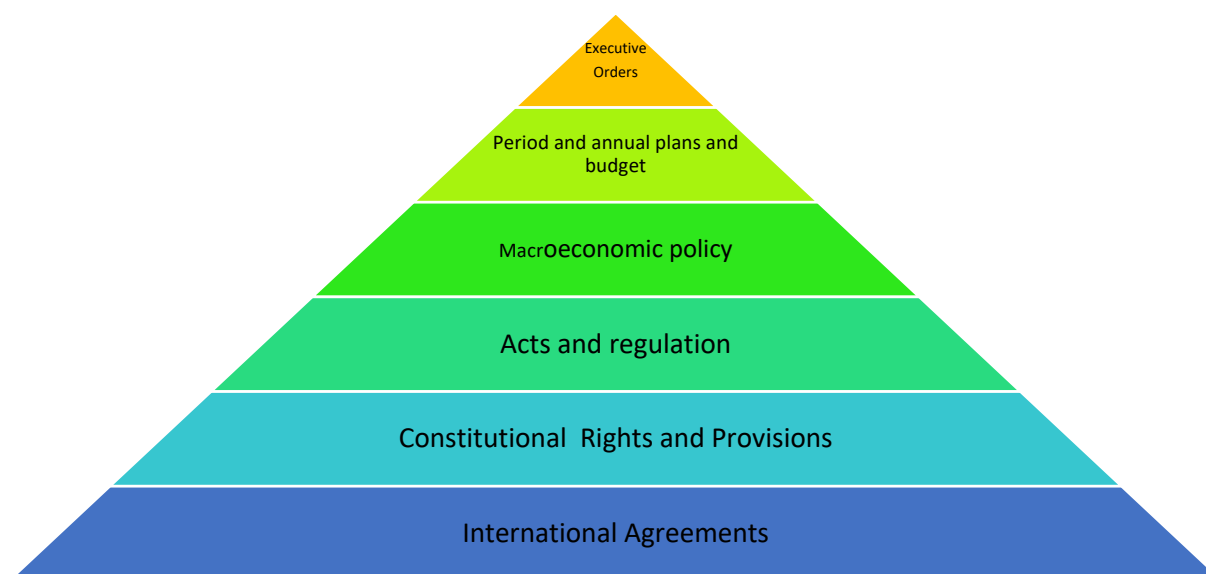 Executive
Orders
Period and annual plans and
budget
Macroeconomic policy
Acts and regulation
Constitutional  Rights and Provisions
International Agreements